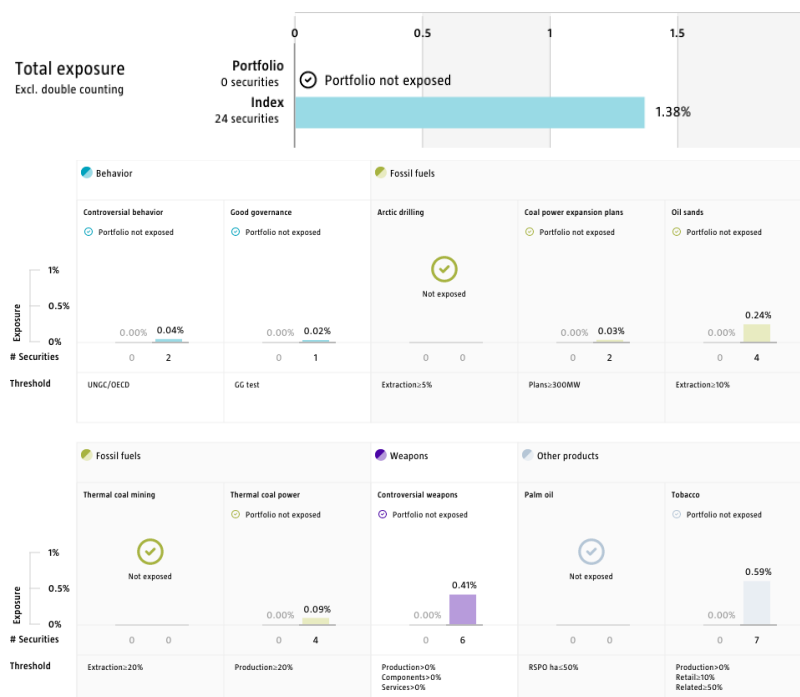 0 0.5 1 1.5
Total exposure
Excl. double counting
Portfolio
0 securities
Portfolio not exposed
Index
24 securities
1.38%
Behavior
Fossil fuels
Controversial behavior
Good governance
Arctic drilling
Coal power expansion plans
Oil sands
Portfolio not exposed
Portfolio not exposed
Portfolio not exposed
Portfolio not exposed
Not exposed
Exposure
1%
0.5%
0%
0.00% 0.04%
0.00% 0.02%
0.00% 0.03%
0.00% 0.24%
# Securities
0 2
0 1
0 0
0 2
0 4
Threshold
UNGC/OECD
GG test
Extraction≥5%
Plans≥300MW
Extraction≥10%
Fossil fuels
Weapons
Other products
Thermal coal mining
Thermal coal power
Controversial weapons
Palm oil
Tobacco
Portfolio not exposed
Portfolio not exposed
Portfolio not exposed
Not exposed
Not exposed
Exposure
1%
0.5%
0%
0.00% 0.09%
0.00% 0.41%
0.00% 0.59%
# Securities
0 0
0 4
0 6
0 0
0 7
Threshold
Extraction≥20%
Production≥20%
Production>0%
Components>0%
Services>0%
RSPO ha≤50%
Production>0%
Retail≥10%
Related≥50%